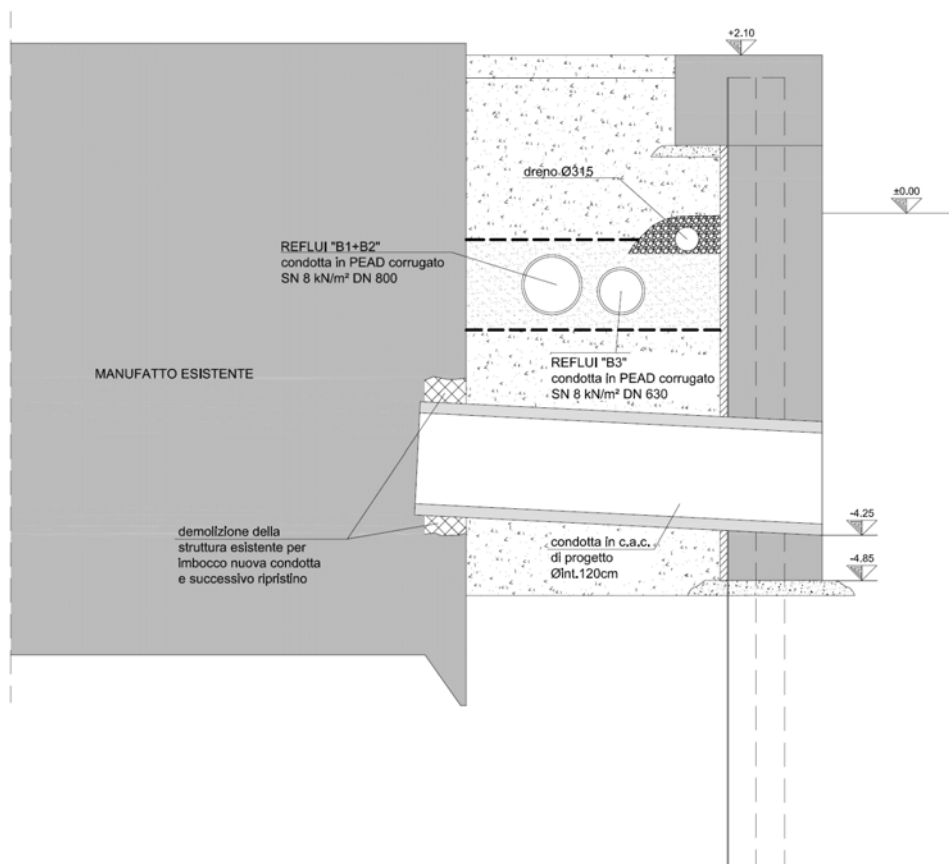 +2.10
dreno Ø315
±0.00
REFLUI "B1+B2"
condotta in PEAD corrugato
SN 8 kN/m² DN 800
REFLUI "B3"
condotta in PEAD corrugato
SN 8 kN/m² DN 630
MANUFATTO ESISTENTE
demolizione della
struttura esistente per
imbocco nuova condotta
e successivo ripristino
condotta in c.a.c.
di progetto
Øint.120cm
-4.25
-4.85